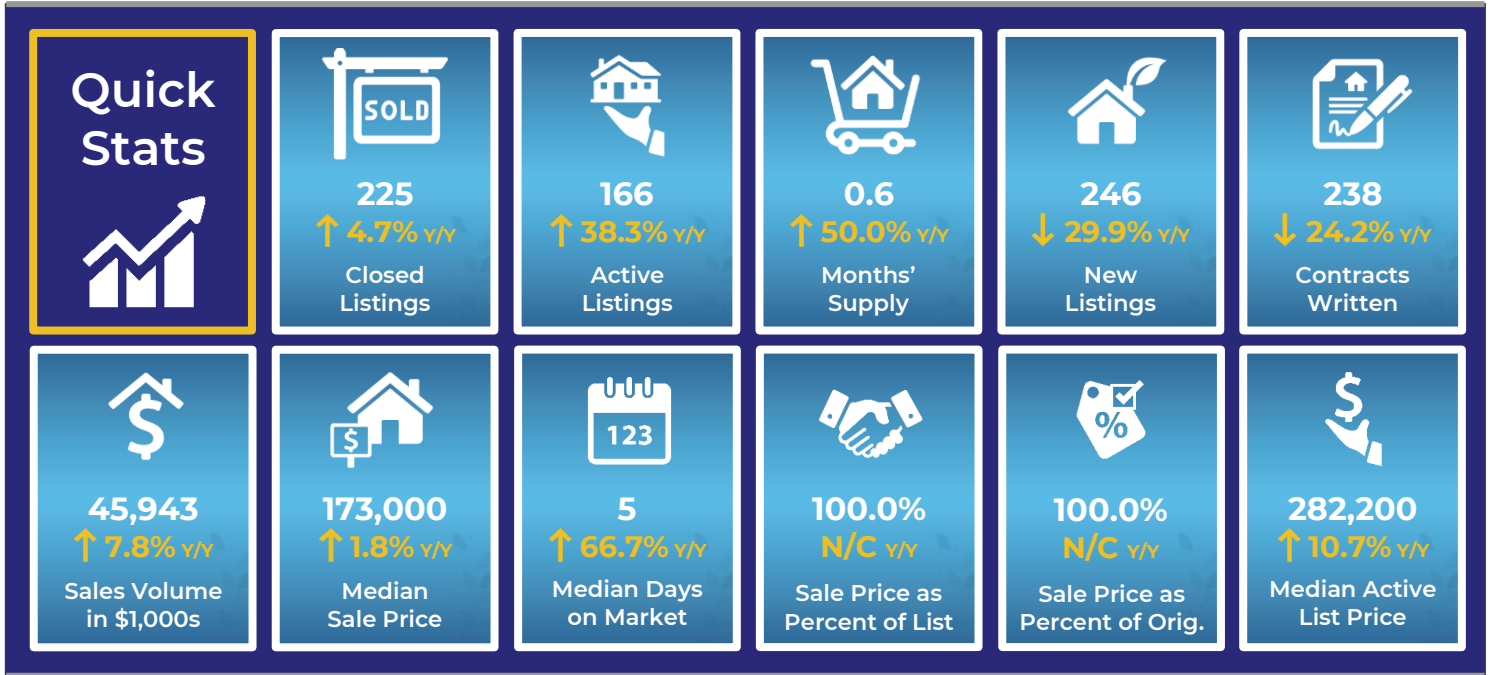 Quick
Stats
SOLD
225
↑ 4.7% Y/Y
Closed
Listings
166
↑ 38.3% Y/Y
Active
Listings
0.6
↑ 50.0% Y/Y
Months’
Supply
246
↓ 29.9% Y/Y
New
Listings
238
↓ 24.2% Y/Y
Contracts
Written
$
45,943
↑ 7.8% Y/Y
Sales Volume
in $1,000s
$
173,000
↑ 1.8% Y/Y
Median
Sale Price
123
5
↑ 66.7% Y/Y
Median Days
on Market
100.0%
N/C Y/Y
Sale Price as
Percent of List
%
100.0%
N/C Y/Y
Sale Price as
Percent of Orig.
$
282,200
↑ 10.7% Y/Y
Median Active
List Price